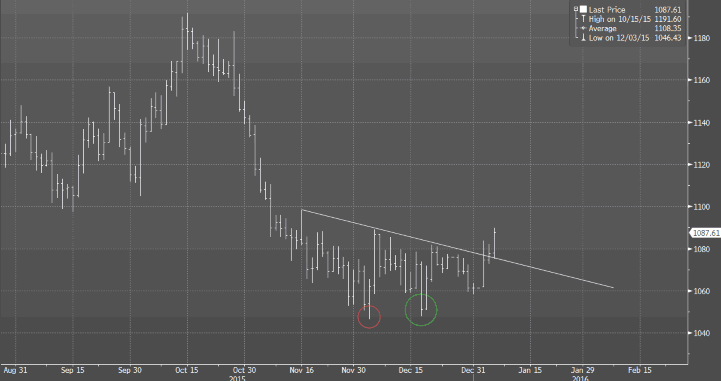 Last Price 1087.61
High on 10/15/15 1191.60
Average 1108.35
Low on 12/03/15 1046.43
1180
1160
1140
1120
1100
1087.61
1080
1060
1040
Aug 31 Sep 15 Sep 30 Oct 15 Oct 30 Nov 16 Nov 30 Dec 15 Dec 31 Jan 15 Jan 29 Feb 15
2015 2016